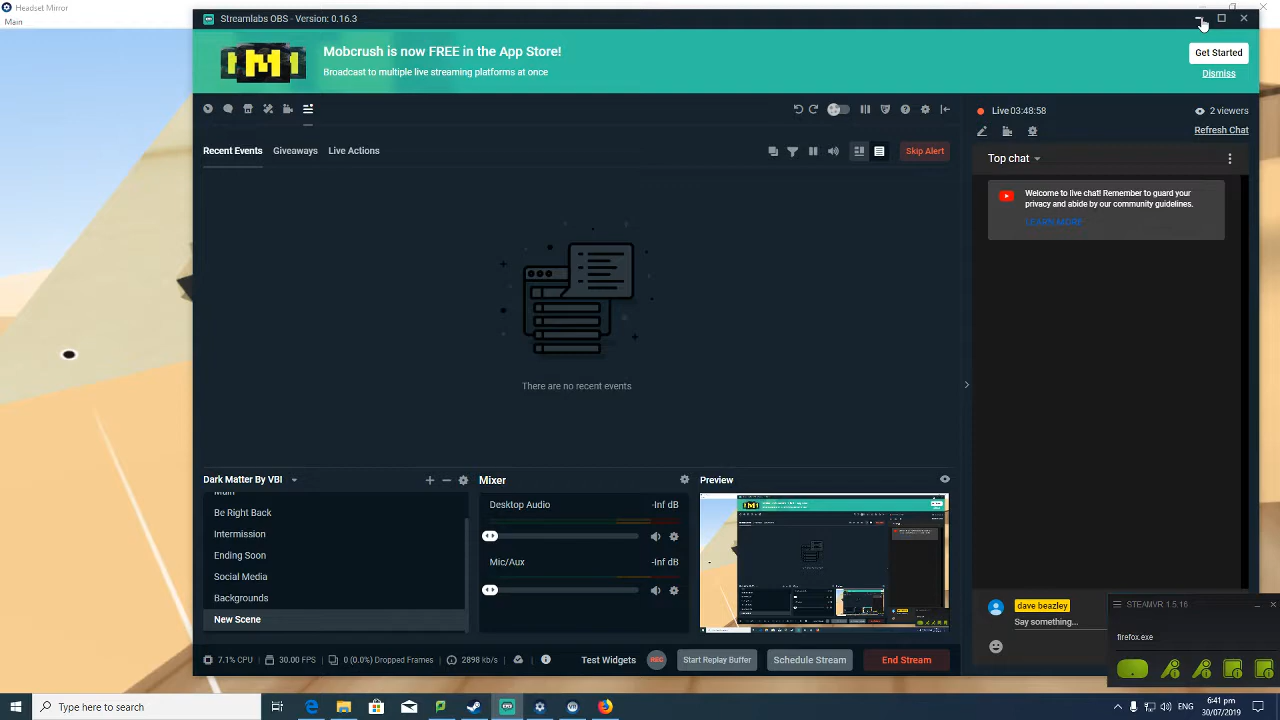 Headset Mirror
Main
Streamlabs OBS - Version: 0.16.3
Mobcrush is now FREE in the App Store!
Broadcast to multiple live streaming platforms at once
Get Started
Dismiss
Live 03:48:58
2 viewers
Refresh Chat
Recent Events
Giveaways
Live Actions
Skip Alert
Top chat
Welcome to live chat! Remember to guard your
privacy and abide by our community guidelines.
LEARN MORE
There are no recent events
Dark Matter By VBI
Mixer
Preview
Main
Be Right Back
Intermission
Ending Soon
Social Media
Backgrounds
New Scene
Desktop Audio
-Inf dB
Mic/Aux
-Inf dB
dave beazley
Say something...
STEAMVR 1.5.16
firefox.exe
7.1% CPU
30.00 FPS
0 (0.0%) Dropped Frames
2898 kb/s
Test Widgets
REC
Start Replay Buffer
Schedule Stream
End Stream
Type here to search
ENG
6:41 pm
30/07/2019